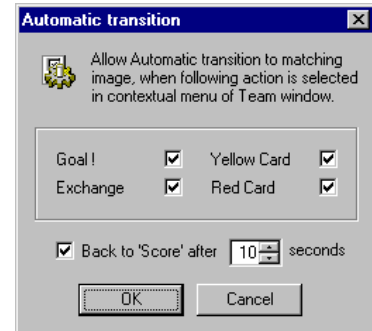 Automatic transition
Allow Automatic transition to matching
image, when following action is selected
in contextual menu of Team window.
Goal ! Yellow Card
Exchange Red Card
Back to 'Score' after 10 seconds
OK Cancel